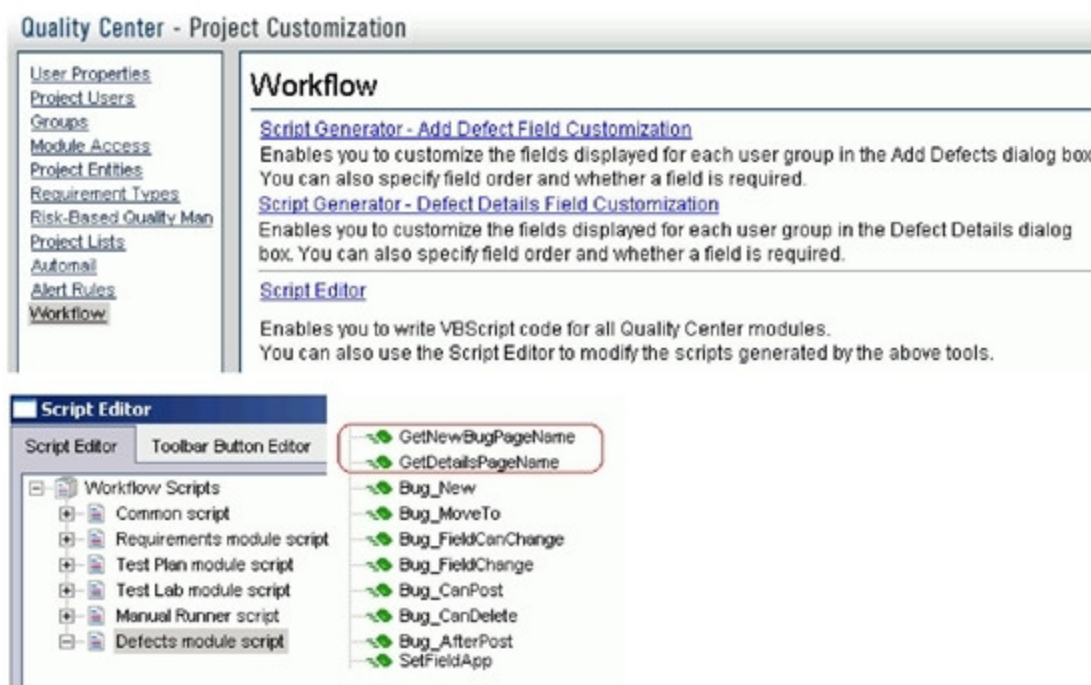 Quality Center - Project Customization
User Properties
Project Users
Groups
Module Access
Project Entities
Requirement Types
Risk-Based Quality Man
Project Lists
Automail
Alert Rules
Workflow
Workflow
Script Generator - Add Defect Field Customization
Enables you to customize the fields displayed for each user group in the Add Defects dialog box
You can also specify field order and whether a field is required.
Script Generator - Defect Details Field Customization
Enables you to customize the fields displayed for each user group in the Defect Details dialog
box. You can also specify field order and whether a field is required.
Script Editor
Enables you to write VBScript code for all Quality Center modules.
You can also use the Script Editor to modify the scripts generated by the above tools.
Script Editor
Script Editor
Toolbar Button Editor
Workflow Scripts
Common script
Requirements module script
Test Plan module script
Test Lab module script
Manual Runner script
Defects module script
GetNewBugPageName
GetDetailsPageName
Bug_New
Bug_MoveTo
Bug_FieldCanChange
Bug_FieldChange
Bug_CanPost
Bug_CanDelete
Bug_AfterPost
SetFieldApp